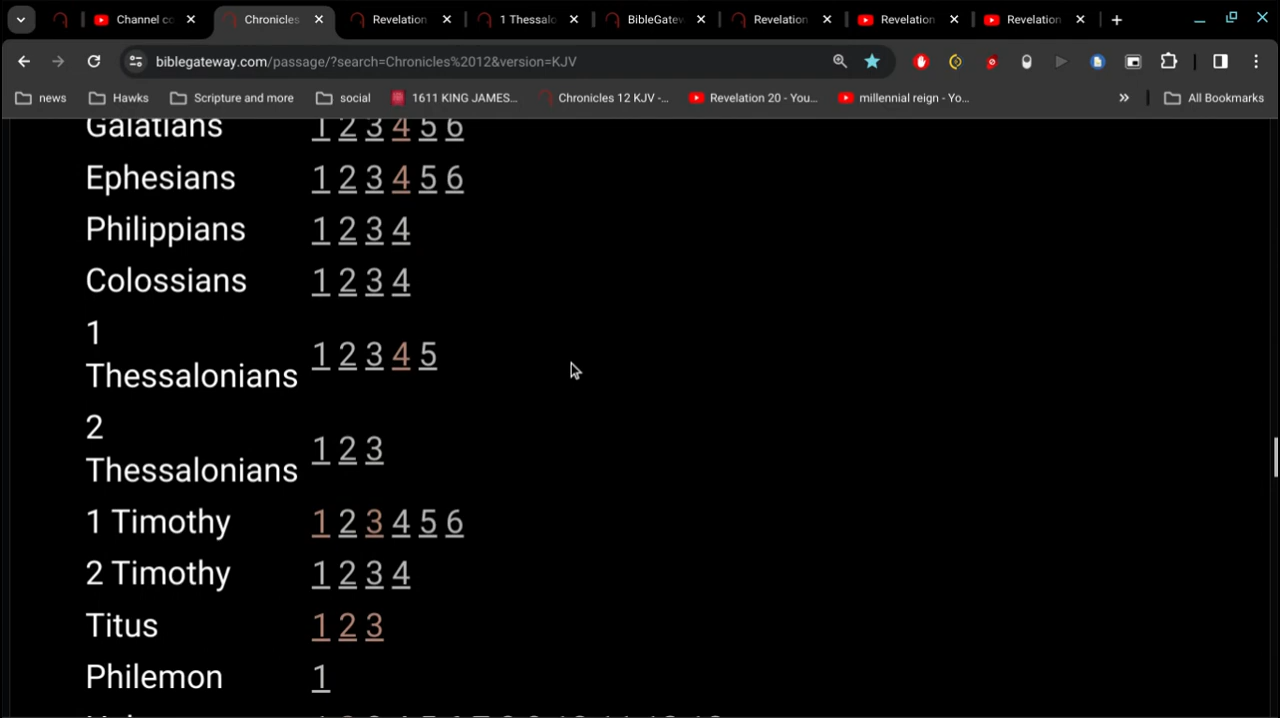 Channel co
Chronicles
Revelation
1 Thessalo
BibleGatew
Revelation
Revelation
Revelation
biblegateway.com/passage/?search=Chronicles%2012&version=KJV
news
Hawks
Scripture and more
social
1611 KING JAMES...
Chronicles 12 KJV -...
Revelation 20 - You...
millennial reign - Yo...
All Bookmarks
Galatians 1 2 3 4 5 6
Ephesians 1 2 3 4 5 6
Philippians 1 2 3 4
Colossians 1 2 3 4
1
Thessalonians 1 2 3 4 5
2
Thessalonians 1 2 3
1 Timothy 1 2 3 4 5 6
2 Timothy 1 2 3 4
Titus 1 2 3
Philemon 1